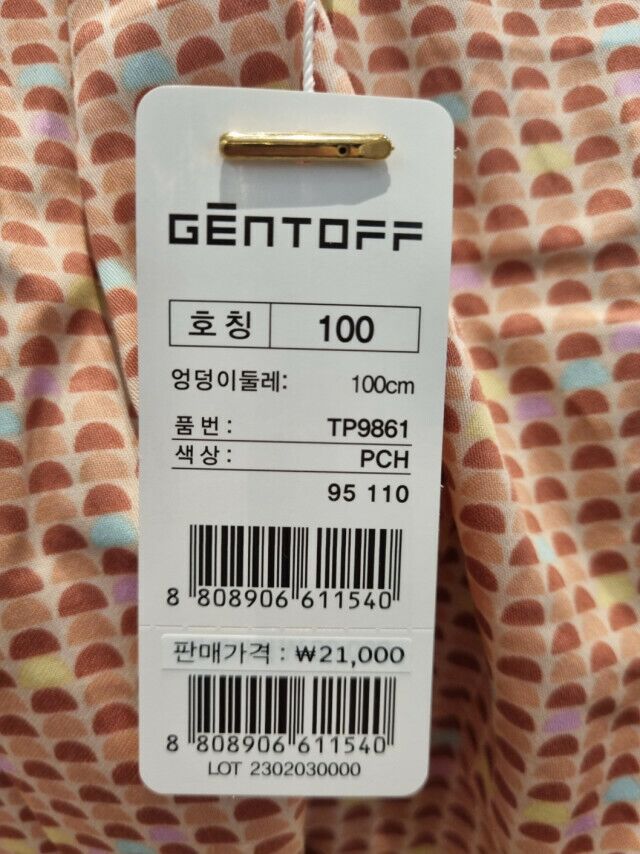 GENTOFF
호칭 100
엉덩이둘레: 100cm
품번: TP9861
색상: PCH
95 110
8 808906 611540
판매가격: ₩21,000
8 808906 611540
LOT 2302030000